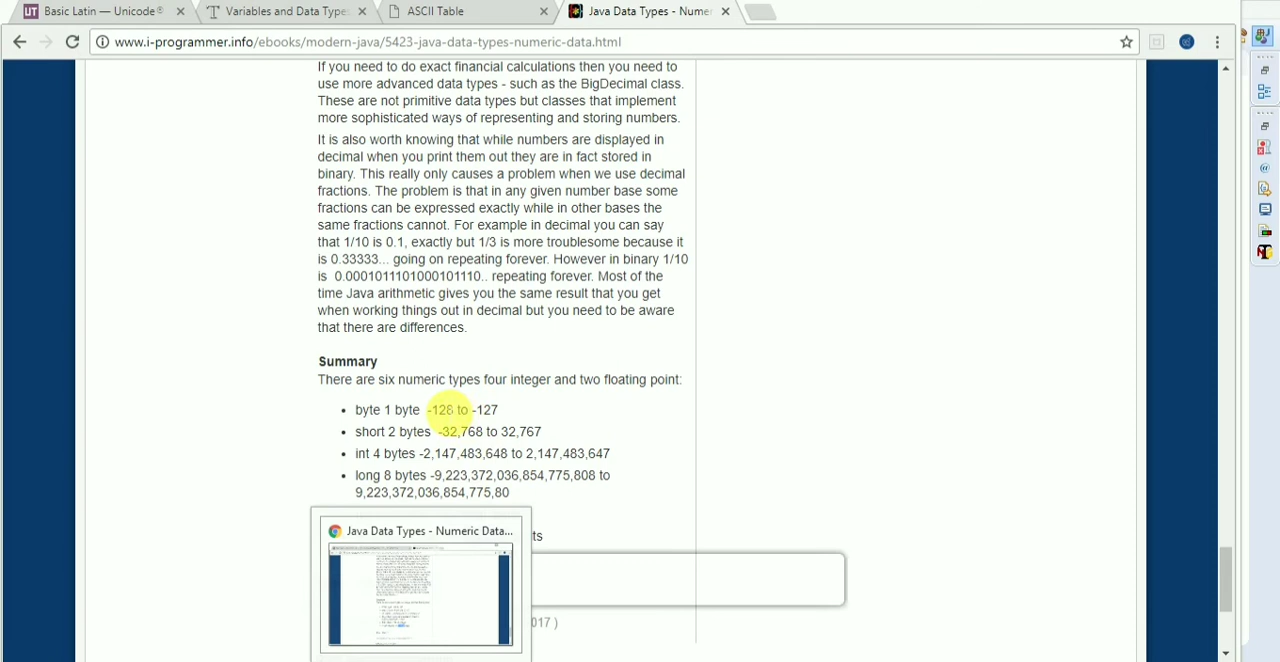 Basic Latin — Unicode®
Variables and Data Type
ASCII Table
Java Data Types - Numer
www.i-programmer.info/ebooks/modern-java/5423-java-data-types-numeric-data.html
If you need to do exact financial calculations then you need to
use more advanced data types - such as the BigDecimal class.
These are not primitive data types but classes that implement
more sophisticated ways of representing and storing numbers.
It is also worth knowing that while numbers are displayed in
decimal when you print them out they are in fact stored in
binary. This really only causes a problem when we use decimal
fractions. The problem is that in any given number base some
fractions can be expressed exactly while in other bases the
same fractions cannot. For example in decimal you can say
that 1/10 is 0.1, exactly but 1/3 is more troublesome because it
is 0.33333... going on repeating forever. However in binary 1/10
is 0.0001011101000101110.. repeating forever. Most of the
time Java arithmetic gives you the same result that you get
when working things out in decimal but you need to be aware
that there are differences.
Summary
There are six numeric types four integer and two floating point:
• byte 1 byte -128 to -127
• short 2 bytes -32,768 to 32,767
• int 4 bytes -2,147,483,648 to 2,147,483,647
• long 8 bytes -9,223,372,036,854,775,808 to
9,223,372,036,854,775,80
Java Data Types - Numeric Data...
ts
017 )